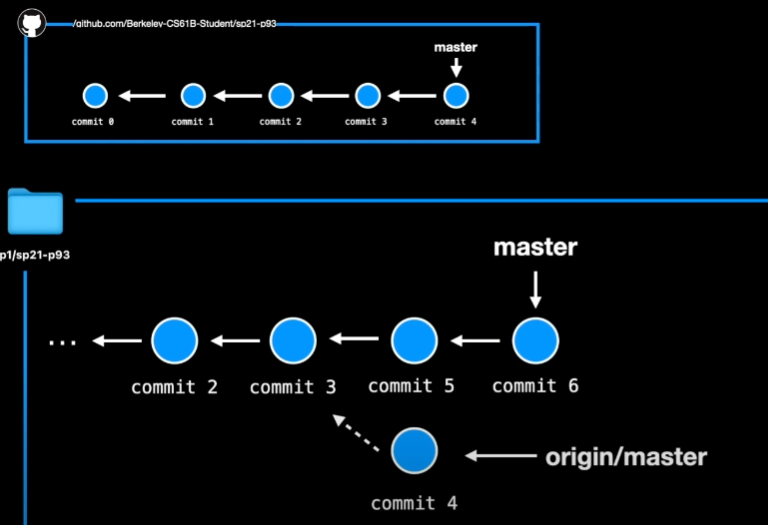 /github.com/Berkeley-CS61B-Student/sp21-p93
master
commit 0 commit 1 commit 2 commit 3 commit 4
p1/sp21-p93
master
...
commit 2 commit 3 commit 5 commit 6
origin/master
commit 4